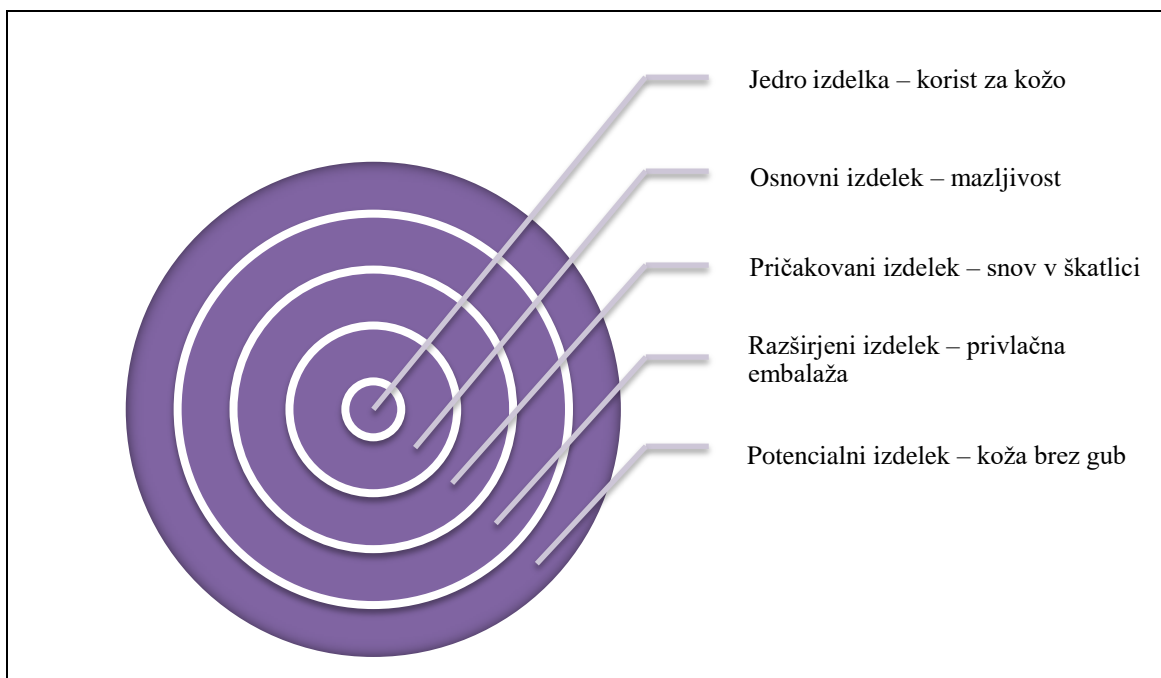 Jedro izdelka – korist za kožo
Osnovni izdelek – mazljivost
Pričakovani izdelek – snov v škatlici
Razširjeni izdelek – privlačna
embalaža
Potencialni izdelek – koža brez gub